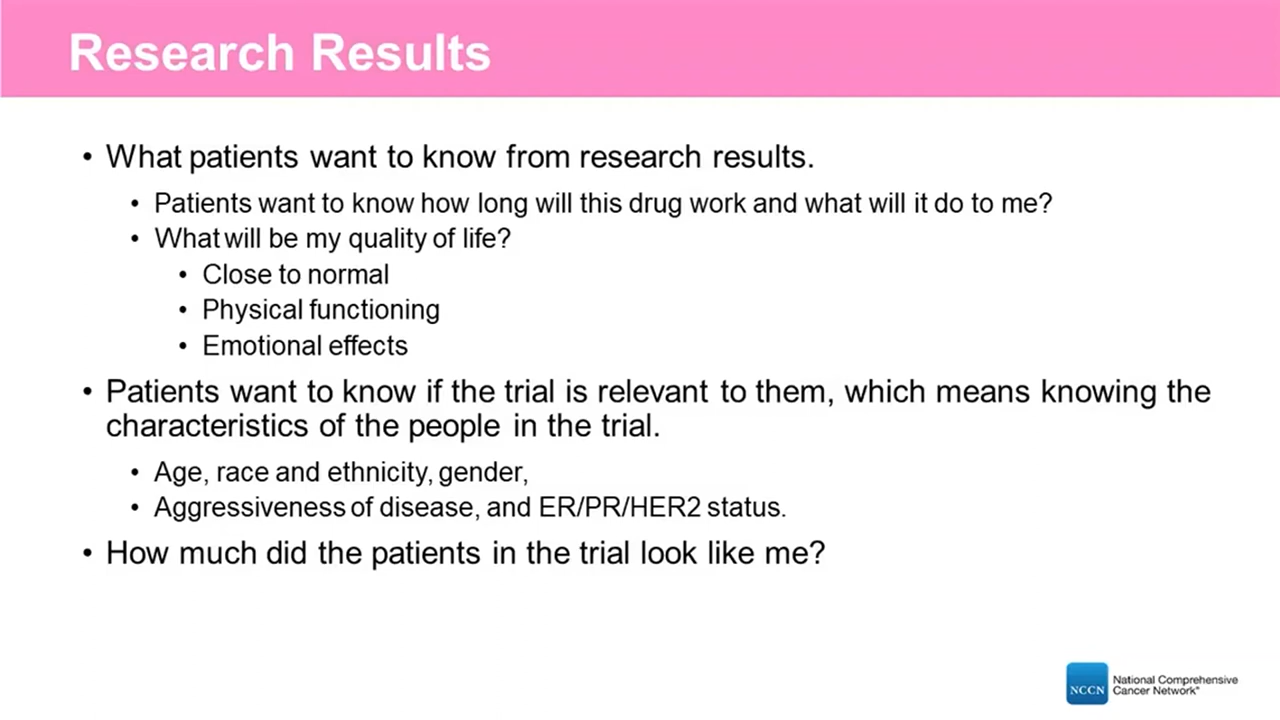 Research Results
• What patients want to know from research results.
• Patients want to know how long will this drug work and what will it do to me?
• What will be my quality of life?
• Close to normal
• Physical functioning
• Emotional effects
• Patients want to know if the trial is relevant to them, which means knowing the
characteristics of the people in the trial.
• Age, race and ethnicity, gender,
• Aggressiveness of disease, and ER/PR/HER2 status.
• How much did the patients in the trial look like me?
NCCN
National Comprehensive
Cancer Network®